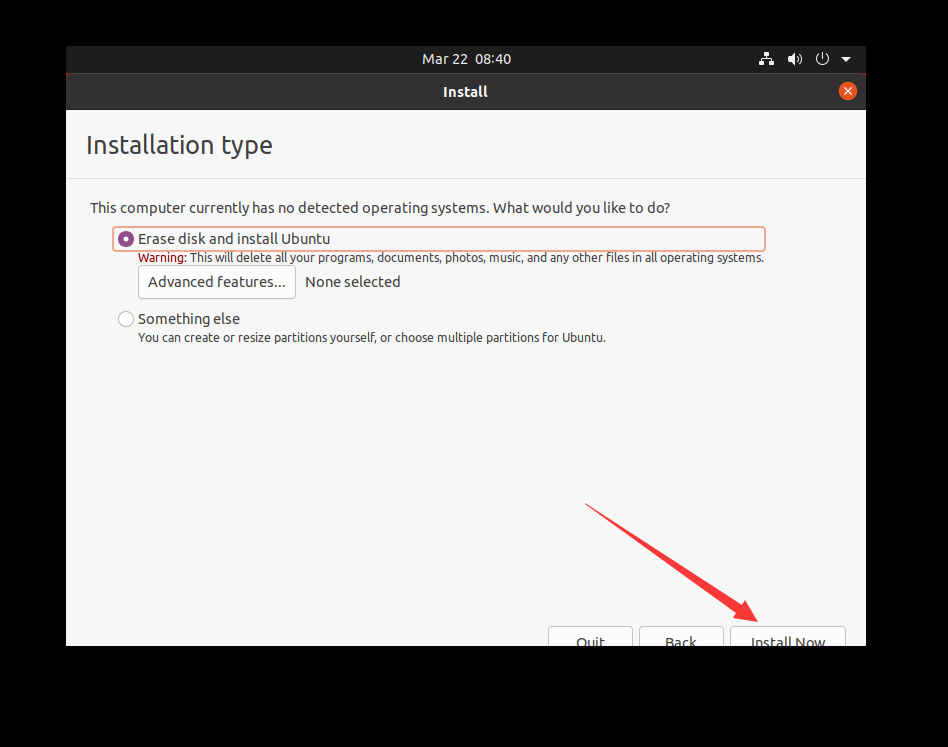 Mar 22 08:40
Install
Installation type
This computer currently has no detected operating systems. What would you like to do?
Erase disk and install Ubuntu
Warning: This will delete all your programs, documents, photos, music, and any other files in all operating systems.
Advanced features... None selected
Something else
You can create or resize partitions yourself, or choose multiple partitions for Ubuntu.
Quit Back Install Now